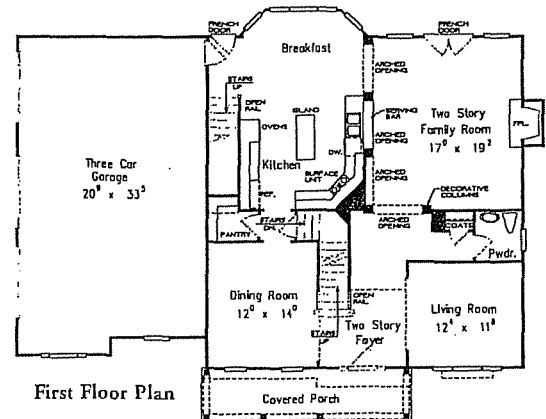 FRENCH
DOOR
FRENCH
DOOR
Breakfast
STAIRS
UP
ARCHED
OPENING
OPEN
RAIL
ISLAND
OVENS
SERVING
BAR
Two Story
Family Room
17⁰ x 19²
FPL.
ARCHED
OPENING
DW.
Three Car
Garage
20⁸ x 33⁵
Kitchen
SURFACE
UNIT
ARCHED
OPENING
REF.
DECORATIVE
COLUMNS
STAIRS
DN.
ARCHED
OPENING
COATS
PANTRY
Pwdr.
Dining Room
12⁰ x 14⁰
OPEN
RAIL
Living Room
12⁴ x 11⁸
Two Story
Foyer
STAIRS
First Floor Plan
Covered Porch